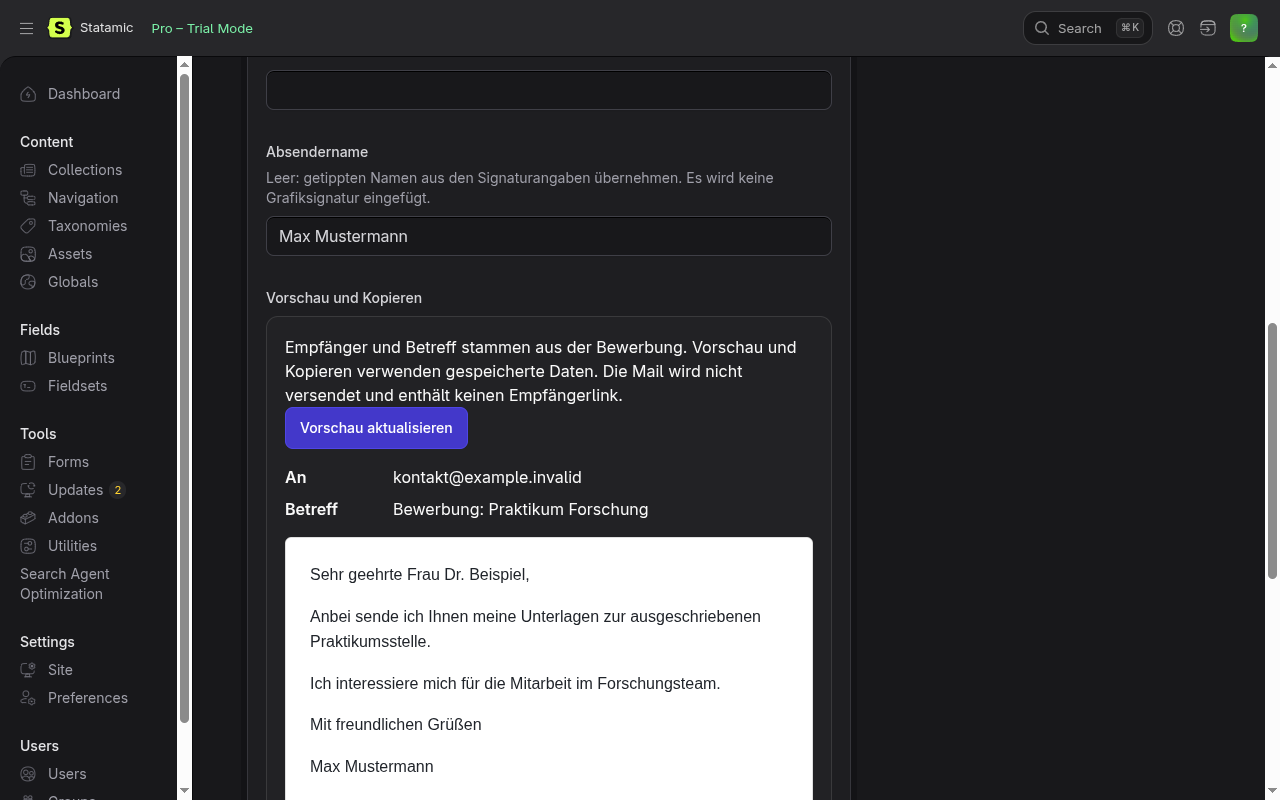 Statamic
Pro – Trial Mode
Search
⌘K
?
Dashboard
Content
Collections
Navigation
Taxonomies
Assets
Globals
Fields
Blueprints
Fieldsets
Tools
Forms
Updates 2
Addons
Utilities
Search Agent
Optimization
Settings
Site
Preferences
Users
Users
Absendername
Leer: getippten Namen aus den Signaturangaben übernehmen. Es wird keine
Grafiksignatur eingefügt.
Max Mustermann
Vorschau und Kopieren
Empfänger und Betreff stammen aus der Bewerbung. Vorschau und
Kopieren verwenden gespeicherte Daten. Die Mail wird nicht
versendet und enthält keinen Empfängerlink.
Vorschau aktualisieren
An kontakt@example.invalid
Betreff Bewerbung: Praktikum Forschung
Sehr geehrte Frau Dr. Beispiel,
Anbei sende ich Ihnen meine Unterlagen zur ausgeschriebenen
Praktikumsstelle.
Ich interessiere mich für die Mitarbeit im Forschungsteam.
Mit freundlichen Grüßen
Max Mustermann